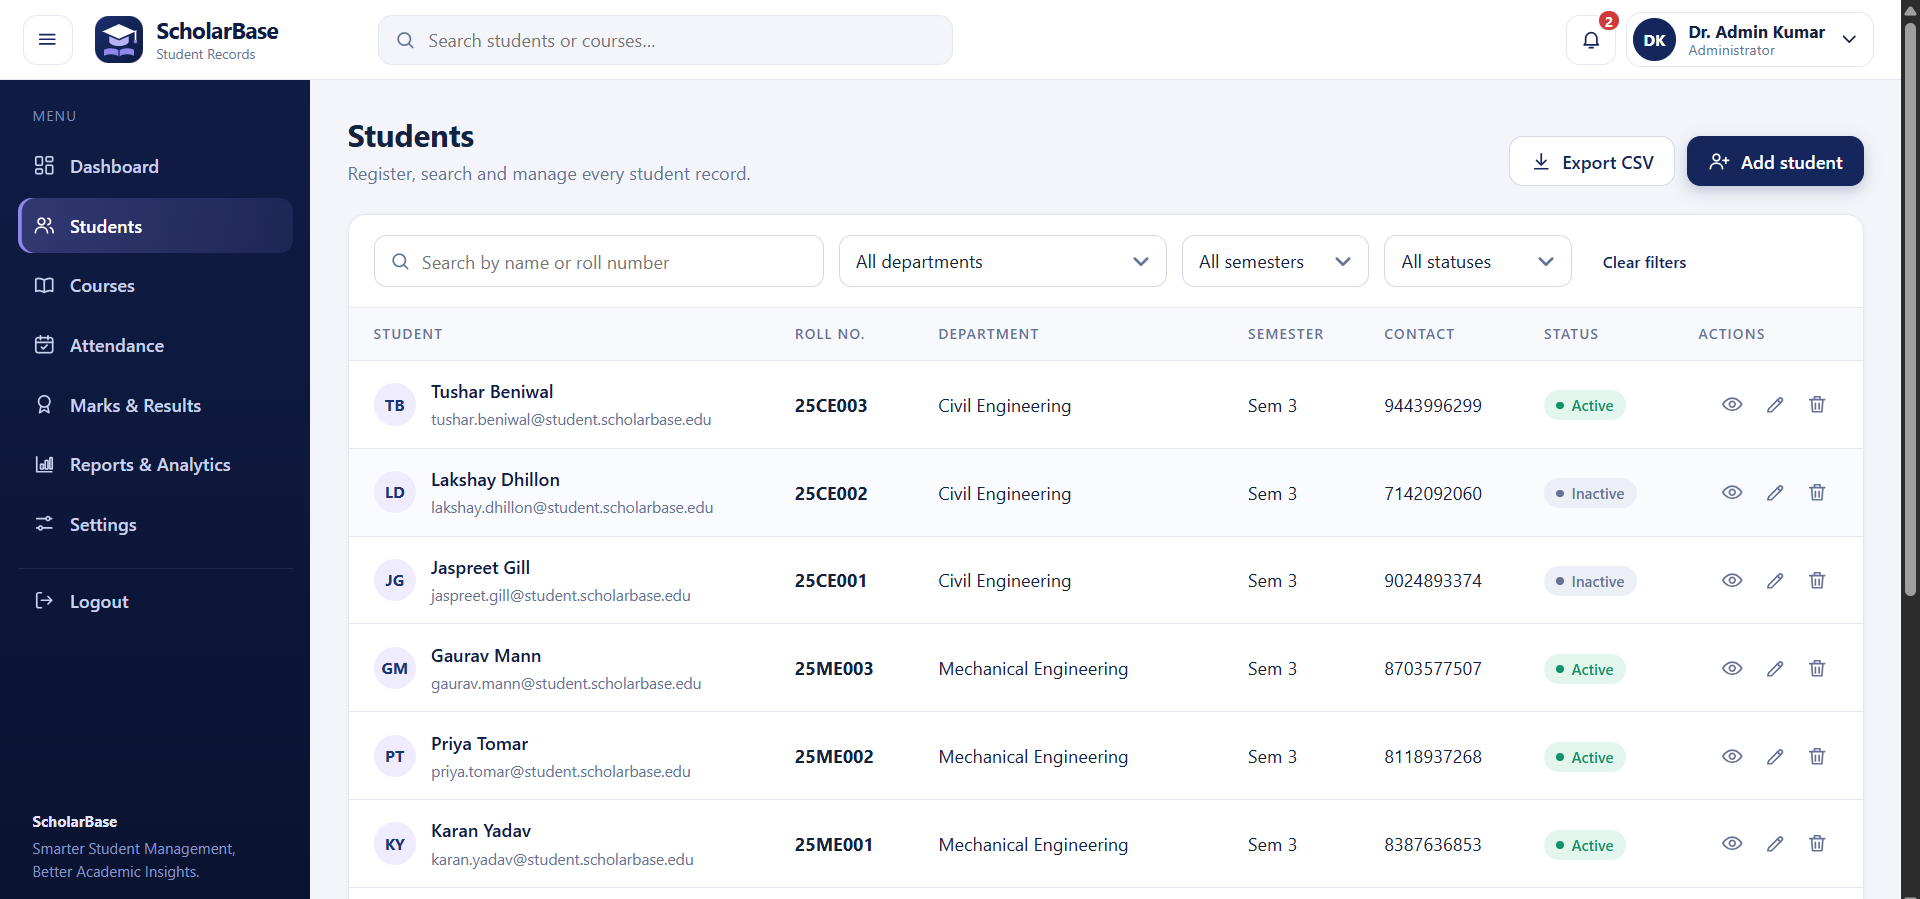 ScholarBase
Student Records
Search students or courses...
2
DK
Dr. Admin Kumar
Administrator
MENU
Dashboard
Students
Courses
Attendance
Marks & Results
Reports & Analytics
Settings
Logout
ScholarBase
Smarter Student Management,
Better Academic Insights.
Students
Register, search and manage every student record.
Export CSV
Add student
Search by name or roll number
All departments
All semesters
All statuses
Clear filters
STUDENT ROLL NO. DEPARTMENT SEMESTER CONTACT STATUS ACTIONS
TB Tushar Beniwal 25CE003 Civil Engineering Sem 3 9443996299 Active
tushar.beniwal@student.scholarbase.edu
LD Lakshay Dhillon 25CE002 Civil Engineering Sem 3 7142092060 Inactive
lakshay.dhillon@student.scholarbase.edu
JG Jaspreet Gill 25CE001 Civil Engineering Sem 3 9024893374 Inactive
jaspreet.gill@student.scholarbase.edu
GM Gaurav Mann 25ME003 Mechanical Engineering Sem 3 8703577507 Active
gaurav.mann@student.scholarbase.edu
PT Priya Tomar 25ME002 Mechanical Engineering Sem 3 8118937268 Active
priya.tomar@student.scholarbase.edu
KY Karan Yadav 25ME001 Mechanical Engineering Sem 3 8387636853 Active
karan.yadav@student.scholarbase.edu